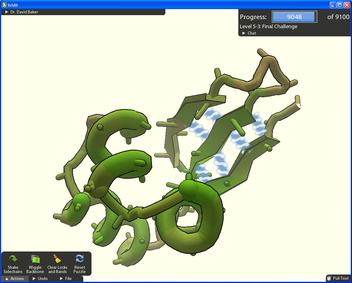 foldit
Dr. David Baker
Progress: 9048 of 9100
Level 5-3: Final Challenge
Chat
Shake Sidechains
Wiggle Backbone
Clear Locks and Bands
Reset Puzzle
Actions Undo File
Pull Tool